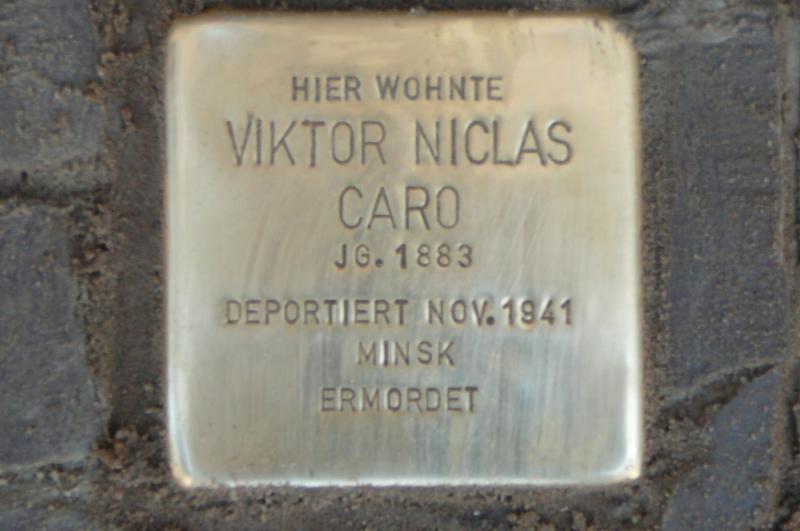 HIER WOHNTE
VIKTOR NICLAS
CARO
JG. 1883
DEPORTIERT NOV. 1941
MINSK
ERMORDET